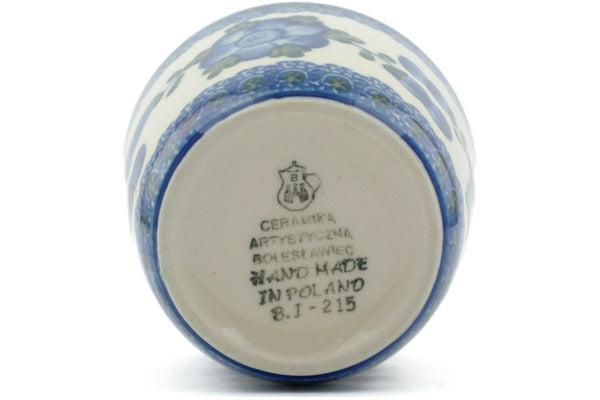 B
CERAMIKA
ARTYSTYCZNA
BOLESŁAWIEC
HAND MADE
IN POLAND
B.I-215